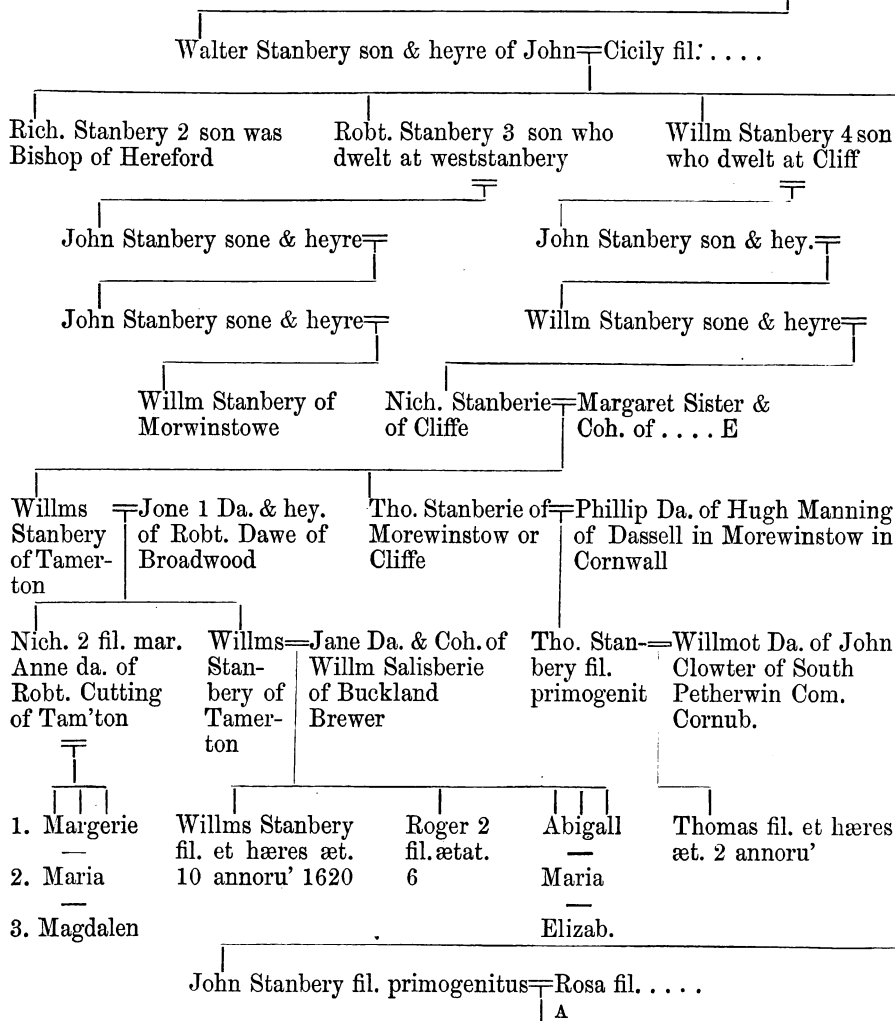 Walter Stanbery son & heyre of John Cicily fil: . . . .
Rich. Stanbery 2 son was
Bishop of Hereford
Robt. Stanbery 3 son who
dwelt at weststanbery
Willm Stanbery 4 son
who dwelt at Cliff
John Stanbery sone & heyre
John Stanbery son & hey.
John Stanbery sone & heyre
Willm Stanbery sone & heyre
Willm Stanbery of
Morwinstowe
Nich. Stanberie
of Cliffe
Margaret Sister &
Coh. of . . . . E
Willms
Stanbery
of Tamer-
ton
Jone 1 Da. & hey.
of Robt. Dawe of
Broadwood
Tho. Stanberie of
Morewinstow or
Cliffe
Phillip Da. of Hugh Manning
of Dassell in Morewinstow in
Cornwall
Nich. 2 fil. mar.
Anne da. of
Robt. Cutting
of Tam'ton
Willms
Stan-
bery of
Tamer-
ton
Jane Da. & Coh. of
Willm Salisberie
of Buckland
Brewer
Tho. Stan-
bery fil.
primogenit
Willmot Da. of John
Clowter of South
Petherwin Com.
Cornub.
1. Margerie
2. Maria
3. Magdalen
Willms Stanbery
fil. et hæres æt.
10 annoru' 1620
Roger 2
fil. ætat.
6
Abigall
Maria
Elizab.
Thomas fil. et hæres
æt. 2 annoru'
John Stanbery fil. primogenitus Rosa fil. . . . .
A